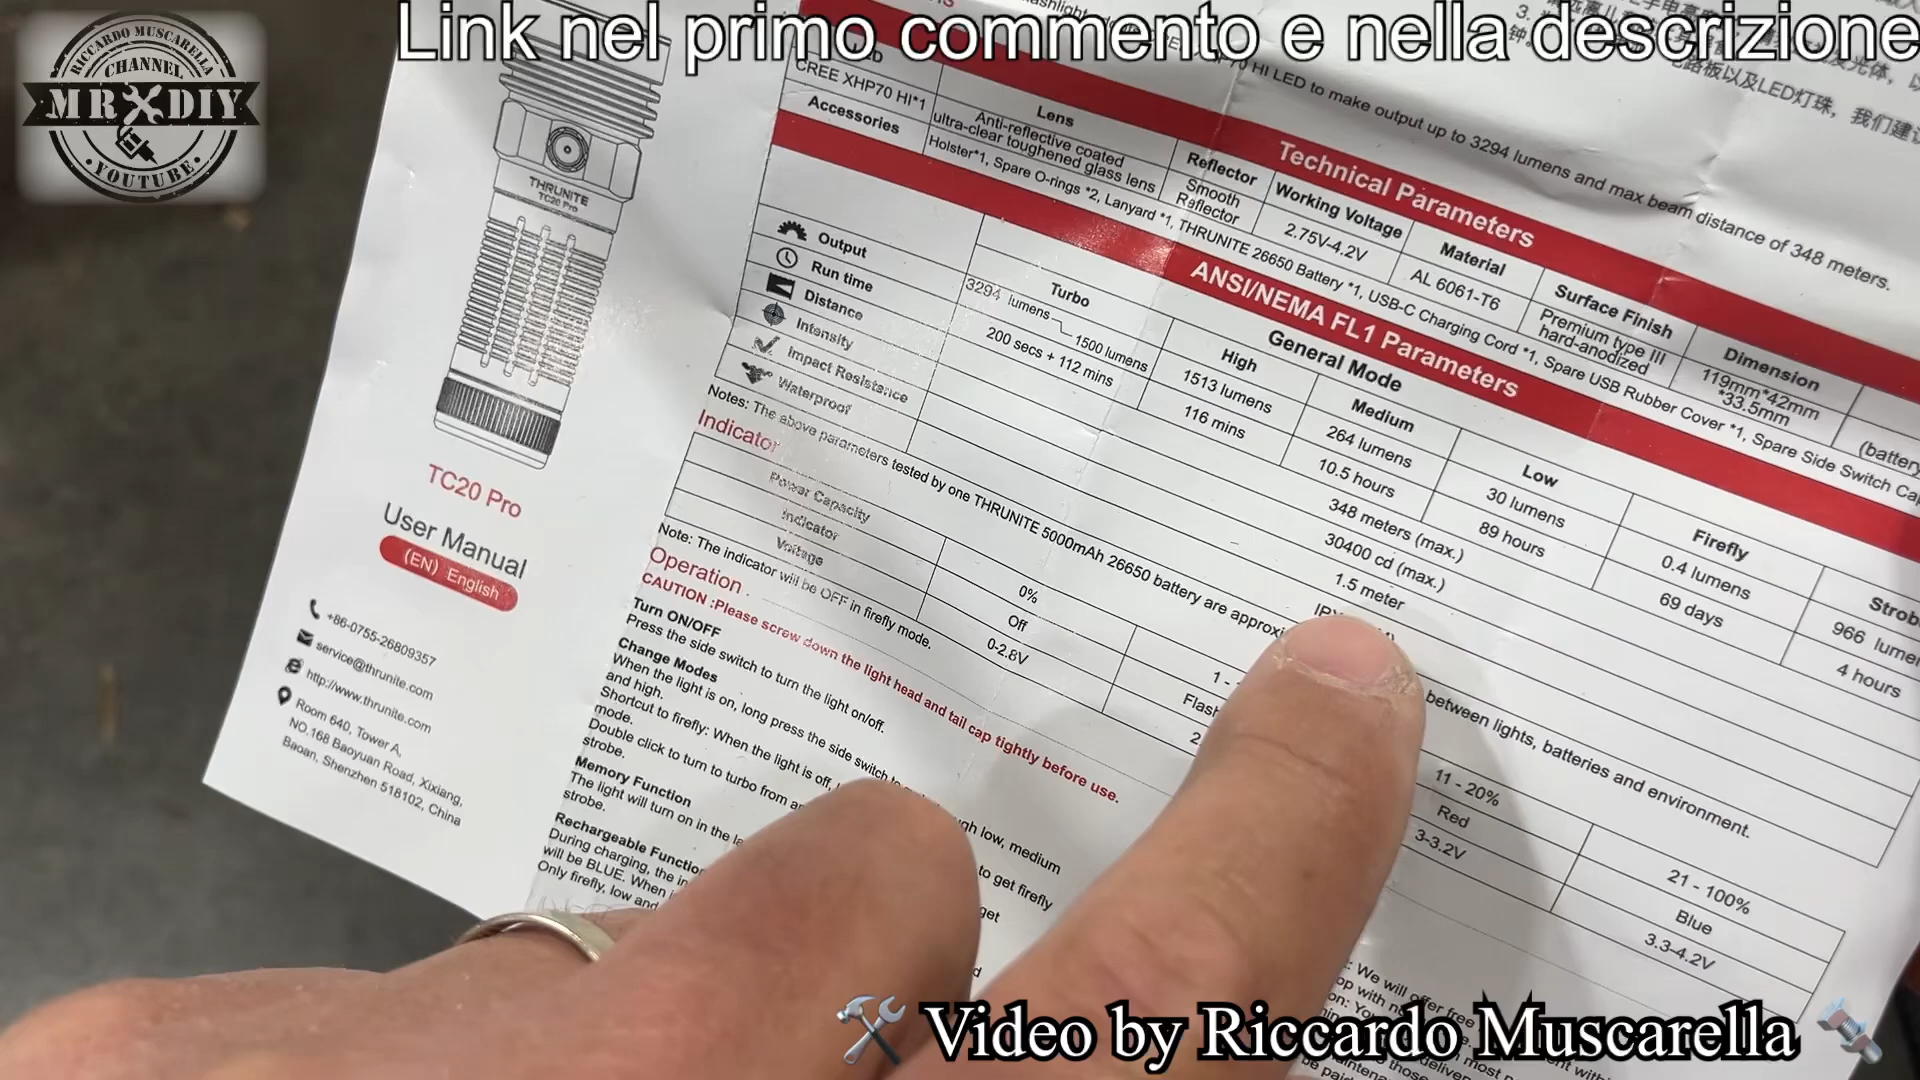 Link nel primo commento e nella descrizione
RICCARDO MUSCARELLA
CHANNEL
MR DIY
YOUTUBE
THRUNITE
TC20 Pro
TC20 Pro
User Manual
(EN) English
+86-0755-26809357
service@thrunite.com
http://www.thrunite.com
Room 640, Tower A,
NO.168 Baoyuan Road, Xixiang,
Baoan, Shenzhen 518102, China
HI LED to make output up to 3294 lumens and max beam distance of 348 meters.
Technical Parameters
CREE XHP70 HI*1
Lens
Anti-reflective coated
ultra-clear toughened glass lens
Reflector
Smooth
Reflector
Working Voltage
2.75V-4.2V
Material
AL 6061-T6
Surface Finish
Premium type III
hard-anodized
Dimension
119mm*42mm
*33.5mm
(battery
Accessories
Holster*1, Spare O-rings *2, Lanyard *1, THRUNITE 26650 Battery *1, USB-C Charging Cord *1, Spare USB Rubber Cover *1, Spare Side Switch
ANSI/NEMA FL1 Parameters
General Mode
Turbo
High
Medium
Low
Firefly
Output
3294 lumens
1500 lumens
1513 lumens
264 lumens
30 lumens
0.4 lumens
966
Run time
200 secs + 112 mins
116 mins
10.5 hours
89 hours
69 days
4 hours
Distance
348 meters (max.)
Intensity
30400 cd (max.)
Impact Resistance
1.5 meter
Waterproof
Notes: The above parameters tested by one THRUNITE 5000mAh 26650 battery are
between lights, batteries and environment.
Indicator
Power Capacity
0%
11 - 20%
21 - 100%
Indicator
Off
Red
Blue
Voltage
0-2.8V
3-3.2V
3.3-4.2V
Note: The indicator will be OFF in firefly mode.
Operation
CAUTION :Please screw down the light head and tail cap tightly before use.
Turn ON/OFF
Press the side switch to turn the light on/off.
Change Modes
When the light is on, long press the side switch
low, medium
and high.
Shortcut to firefly: When the light is off,
to get firefly
mode.
Double click to turn to turbo from
get
strobe.
Memory Function
The light will turn on in the
strobe.
Rechargeable Function
During charging, the
will be BLUE. When
Only firefly, low and
We will offer free
Video by Riccardo Muscarella